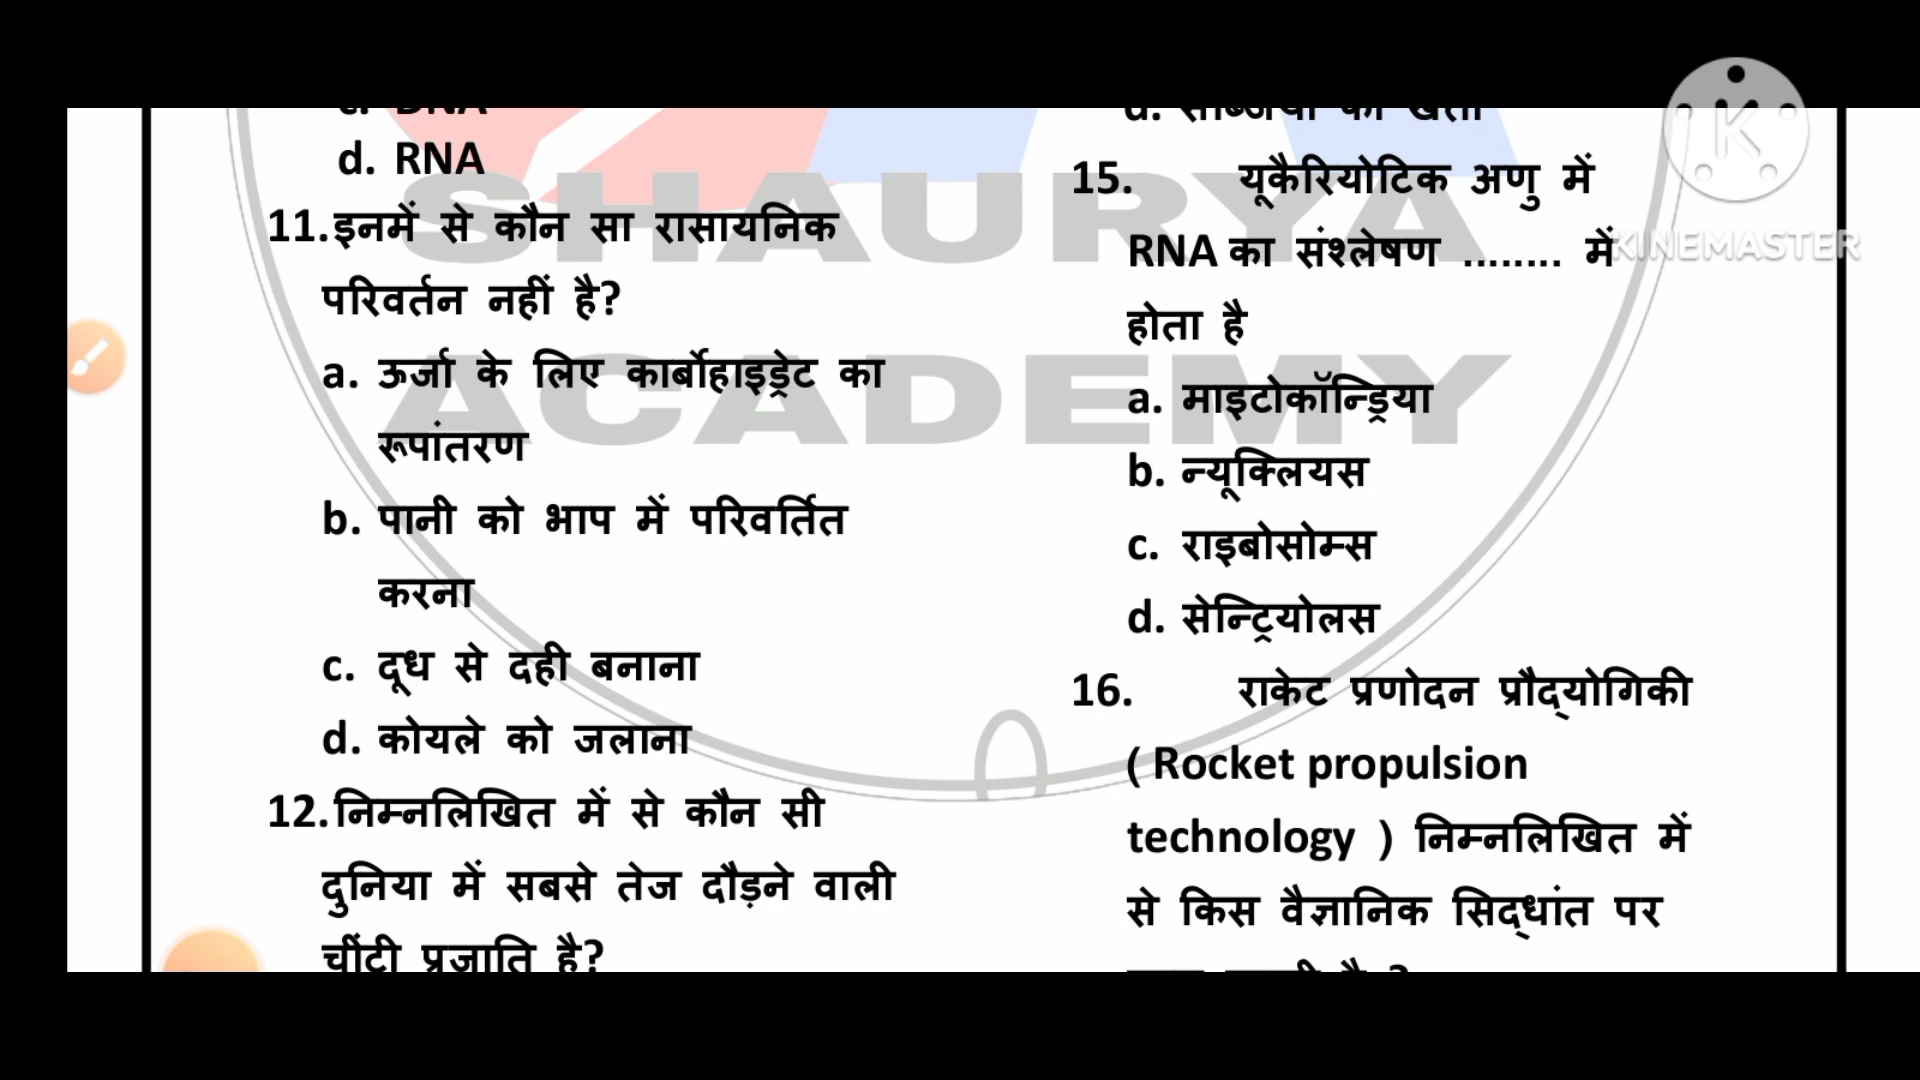 d. RNA
11.इनमें से कौन सा रासायनिक
परिवर्तन नहीं है?
a. ऊर्जा के लिए कार्बोहाइड्रेट का
रूपांतरण
b. पानी को भाप में परिवर्तित
करना
c. दूध से दही बनाना
d. कोयले को जलाना
12.निम्नलिखित में से कौन सी
दुनिया में सबसे तेज दौड़ने वाली
चींटी प्रजाति है?
15. यूकैरियोटिक अणु में
RNA का संश्लेषण ........ में
होता है
a. माइटोकॉन्ड्रिया
b. न्यूक्लियस
c. राइबोसोम्स
d. सेन्ट्रियोलस
16. राकेट प्रणोदन प्रौद्योगिकी
( Rocket propulsion
technology ) निम्नलिखित में
से किस वैज्ञानिक सिद्धांत पर
SHAURYA
ACADEMY
K
KINEMASTER